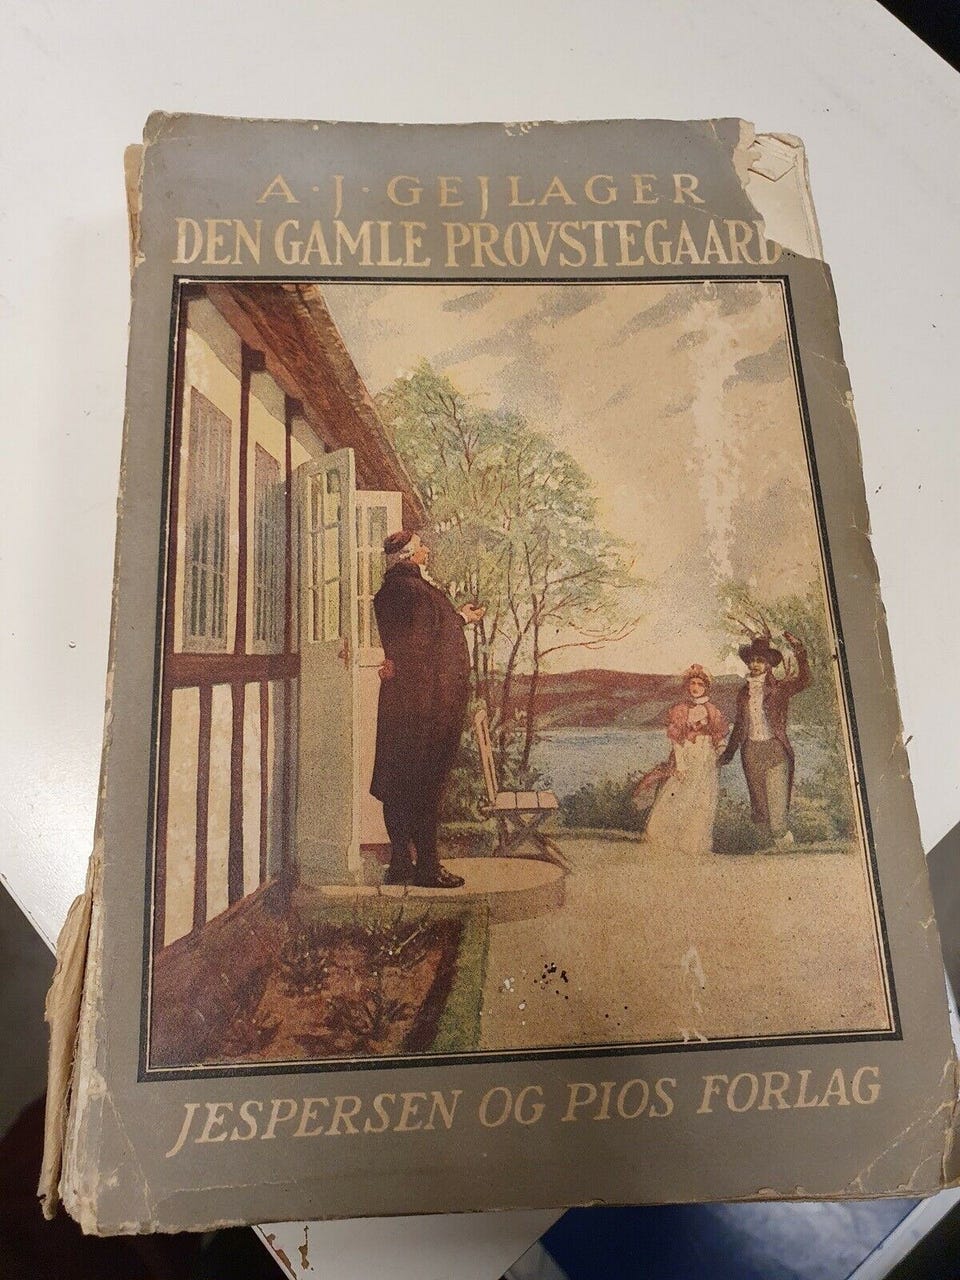 A·J·GEJLAGER
DEN GAMLE PROVSTEGAARD
JESPERSEN OG PIOS FORLAG